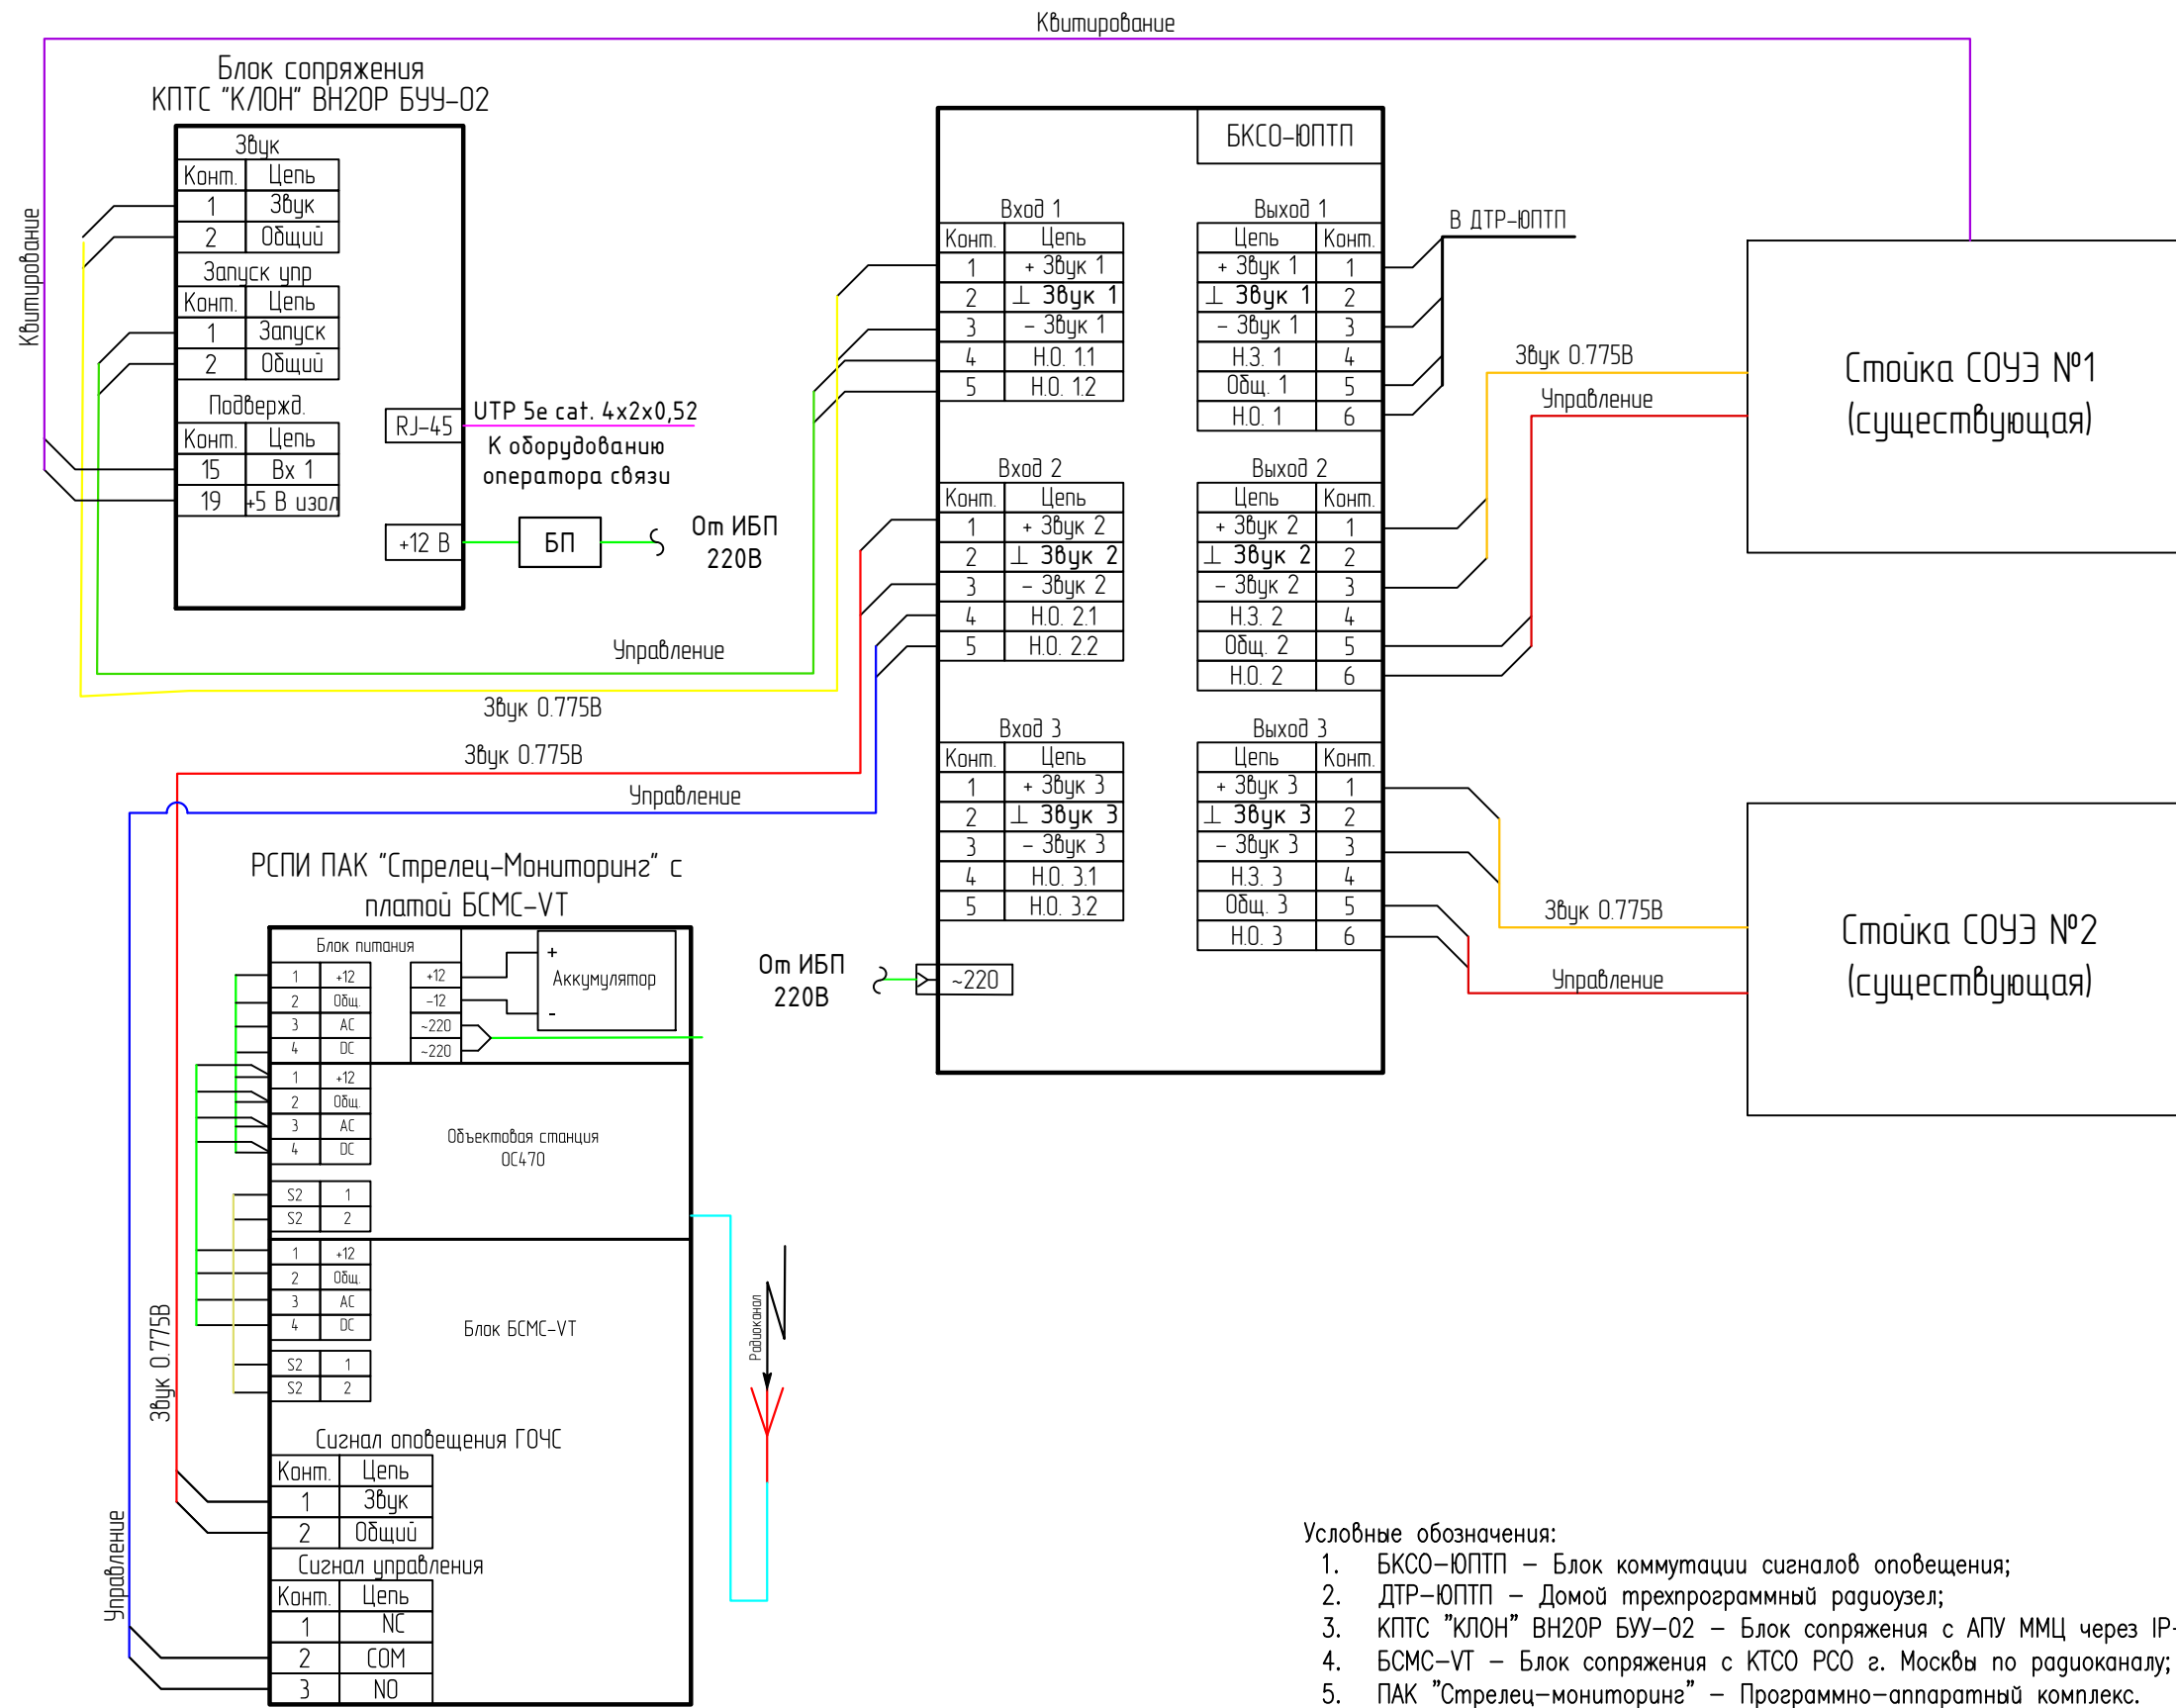 Квитирование
Блок сопряжения
КПТС "КЛОН" ВН20Р БУУ-02
Звук
Конт. Цепь
1 Звук
2 Общий
Запуск упр
Конт. Цепь
1 Запуск
2 Общий
Подвержд.
Конт. Цепь
15 Вх 1
19 +5 В изол
RJ-45
+12 В
Квитирование
UTP 5e cat. 4x2x0,52
К оборудованию
оператора связи
БП
От ИБП
220В
Управление
Звук 0.775В
Звук 0.775В
Управление
БКСО-ЮПТП
Вход 1
Конт. Цепь
1 + Звук 1
2 ⊥ Звук 1
3 - Звук 1
4 Н.О. 1.1
5 Н.О. 1.2
Выход 1
Цепь Конт.
+ Звук 1 1
⊥ Звук 1 2
- Звук 1 3
Н.З. 1 4
Общ. 1 5
Н.О. 1 6
В ДТР-ЮПТП
Вход 2
Конт. Цепь
1 + Звук 2
2 ⊥ Звук 2
3 - Звук 2
4 Н.О. 2.1
5 Н.О. 2.2
Выход 2
Цепь Конт.
+ Звук 2 1
⊥ Звук 2 2
- Звук 2 3
Н.З. 2 4
Общ. 2 5
Н.О. 2 6
Вход 3
Конт. Цепь
1 + Звук 3
2 ⊥ Звук 3
3 - Звук 3
4 Н.О. 3.1
5 Н.О. 3.2
Выход 3
Цепь Конт.
+ Звук 3 1
⊥ Звук 3 2
- Звук 3 3
Н.З. 3 4
Общ. 3 5
Н.О. 3 6
От ИБП
220В
~220
Звук 0.775В
Управление
Стойка СОУЭ №1
(существующая)
Звук 0.775В
Управление
Стойка СОУЭ №2
(существующая)
РСПИ ПАК "Стрелец-Мониторинг" с
платой БСМС-VT
Блок питания
1 +12
2 Общ.
3 AC
4 DC
+12
-12
~220
~220
+
Аккумулятор
-
1 +12
2 Общ.
3 AC
4 DC
Объектовая станция
ОС470
S2 1
S2 2
1 +12
2 Общ.
3 AC
4 DC
Блок БСМС-VT
S2 1
S2 2
Сигнал оповещения ГОЧС
Конт. Цепь
1 Звук
2 Общий
Сигнал управления
Конт. Цепь
1 NC
2 COM
3 NO
Звук 0.775В
Управление
Радиоканал
Условные обозначения:
1. БКСО-ЮПТП - Блок коммутации сигналов оповещения;
2. ДТР-ЮПТП - Домой трехпрограммный радиоузел;
3. КПТС "КЛОН" ВН20Р БУУ-02 - Блок сопряжения с АПУ ММЦ через IP-
4. БСМС-VT - Блок сопряжения с КТСО РСО г. Москвы по радиоканалу;
5. ПАК "Стрелец-мониторинг" - Программно-аппаратный комплекс.